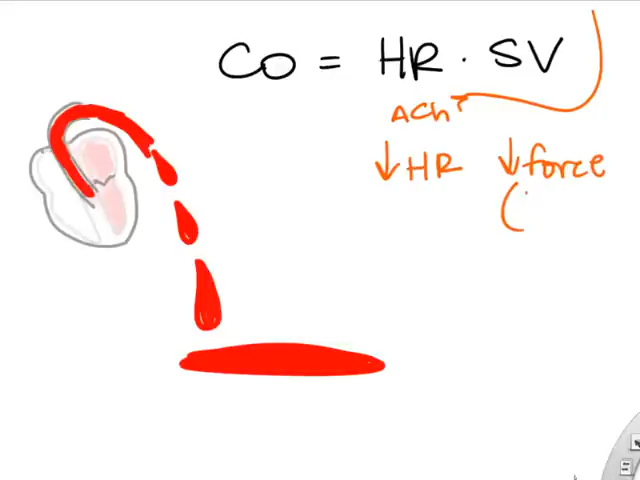 CO = HR · SV
ACh
↓HR ↓force
(